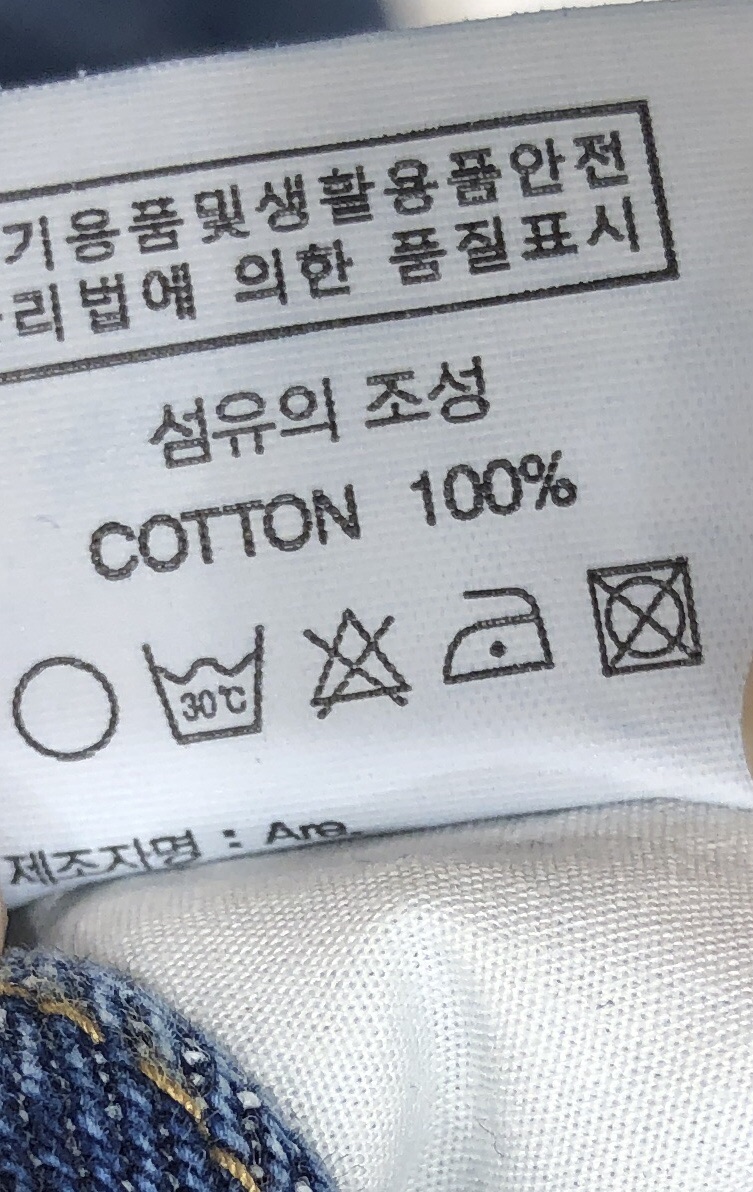 기용품및생활용품안전
리법에 의한 품질표시
섬유의 조성
COTTON 100%
30℃
제조자명 :